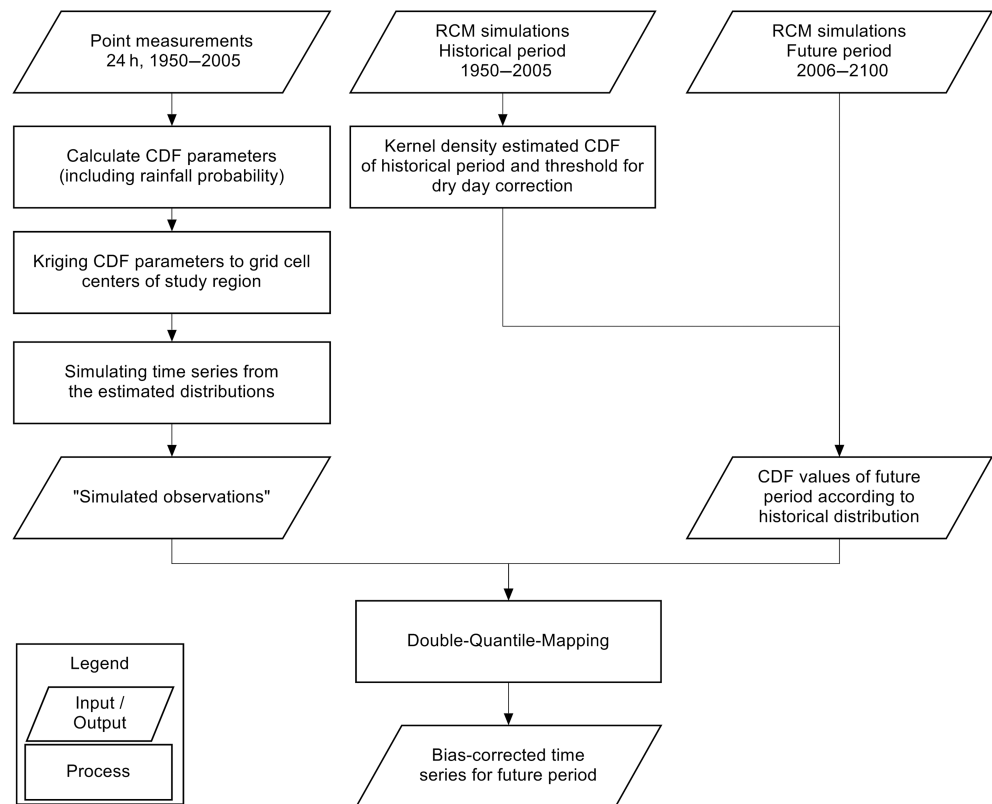 Point measurements
24 h, 1950–2005
RCM simulations
Historical period
1950–2005
RCM simulations
Future period
2006–2100
Calculate CDF parameters
(including rainfall probability)
Kernel density estimated CDF
of historical period and threshold for
dry day correction
Kriging CDF parameters to grid cell
centers of study region
Simulating time series from
the estimated distributions
"Simulated observations"
CDF values of future
period according to
historical distribution
Double-Quantile-Mapping
Bias-corrected time
series for future period
Legend
Input /
Output
Process